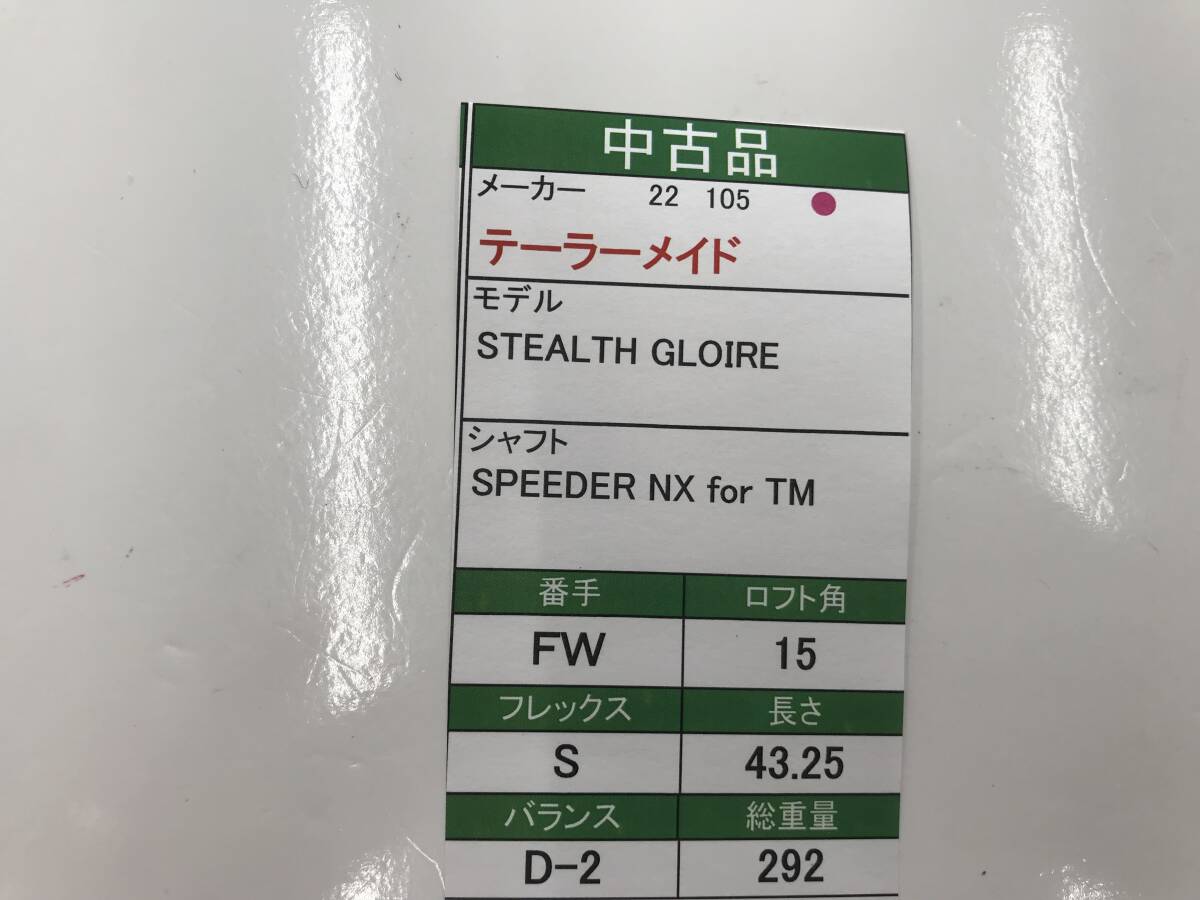 中古品
メーカー 22 105
テーラーメイド
モデル
STEALTH GLOIRE
シャフト
SPEEDER NX for TM
番手 ロフト角
FW 15
フレックス 長さ
S 43.25
バランス 総重量
D-2 292